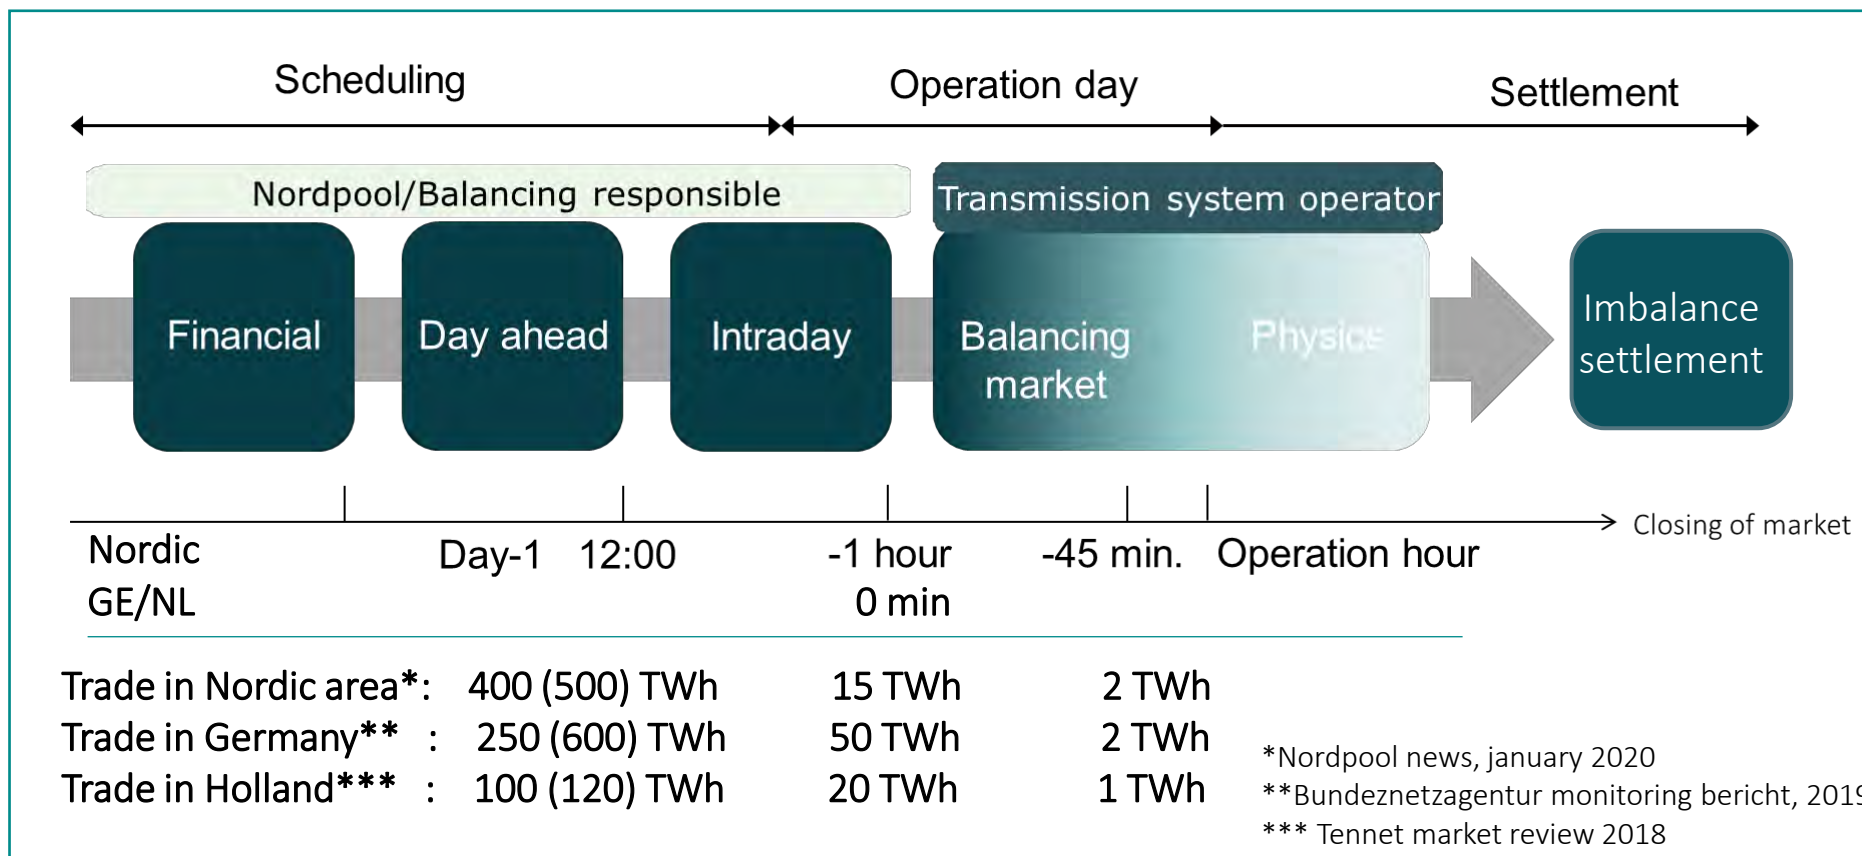 Scheduling
Operation day
Settlement
Nordpool/Balancing responsible
Transmission system operator
Financial
Day ahead
Intraday
Balancing
market
Physics
Imbalance
settlement
Closing of market
Nordic
Day-1 12:00
-1 hour
-45 min.
Operation hour
GE/NL
0 min
Trade in Nordic area*: 400 (500) TWh 15 TWh 2 TWh
Trade in Germany** : 250 (600) TWh 50 TWh 2 TWh
Trade in Holland*** : 100 (120) TWh 20 TWh 1 TWh
*Nordpool news, january 2020
**Bundeznetzagentur monitoring bericht, 2019
*** Tennet market review 2018